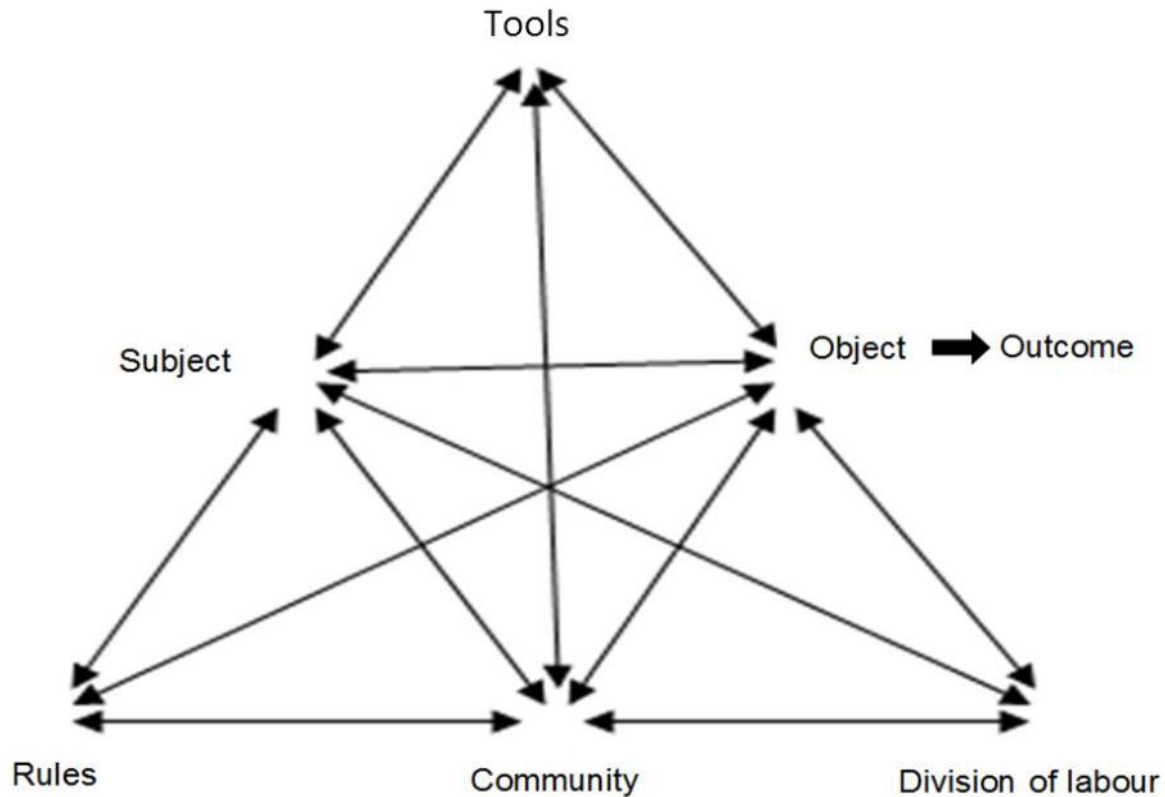 Tools
Subject
Object
Outcome
Rules
Community
Division of labour